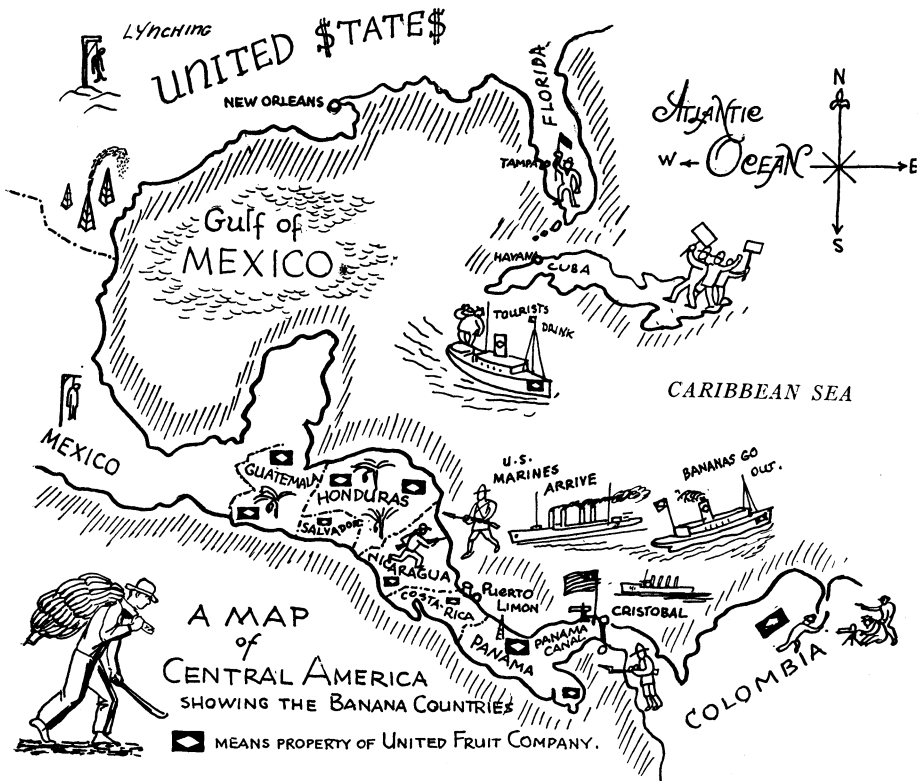 LYNCHING
UNITED $TATE$
NEW ORLEANS
FLORIDA
TAMPA
Atlantic
Ocean
N
W
E
S
Gulf of
MEXICO
HAVANA
CUBA
TOURISTS
DRINK
CARIBBEAN SEA
MEXICO
GUATEMALA
HONDURAS
SALVADOR
NICARAGUA
COSTA-RICA
PUERTO
LIMON
PANAMA
PANAMA
CANAL
CRISTOBAL
COLOMBIA
U.S.
MARINES
ARRIVE
BANANAS GO
OUT.
A MAP
of
CENTRAL AMERICA
SHOWING THE BANANA COUNTRIES
MEANS PROPERTY OF UNITED FRUIT COMPANY.